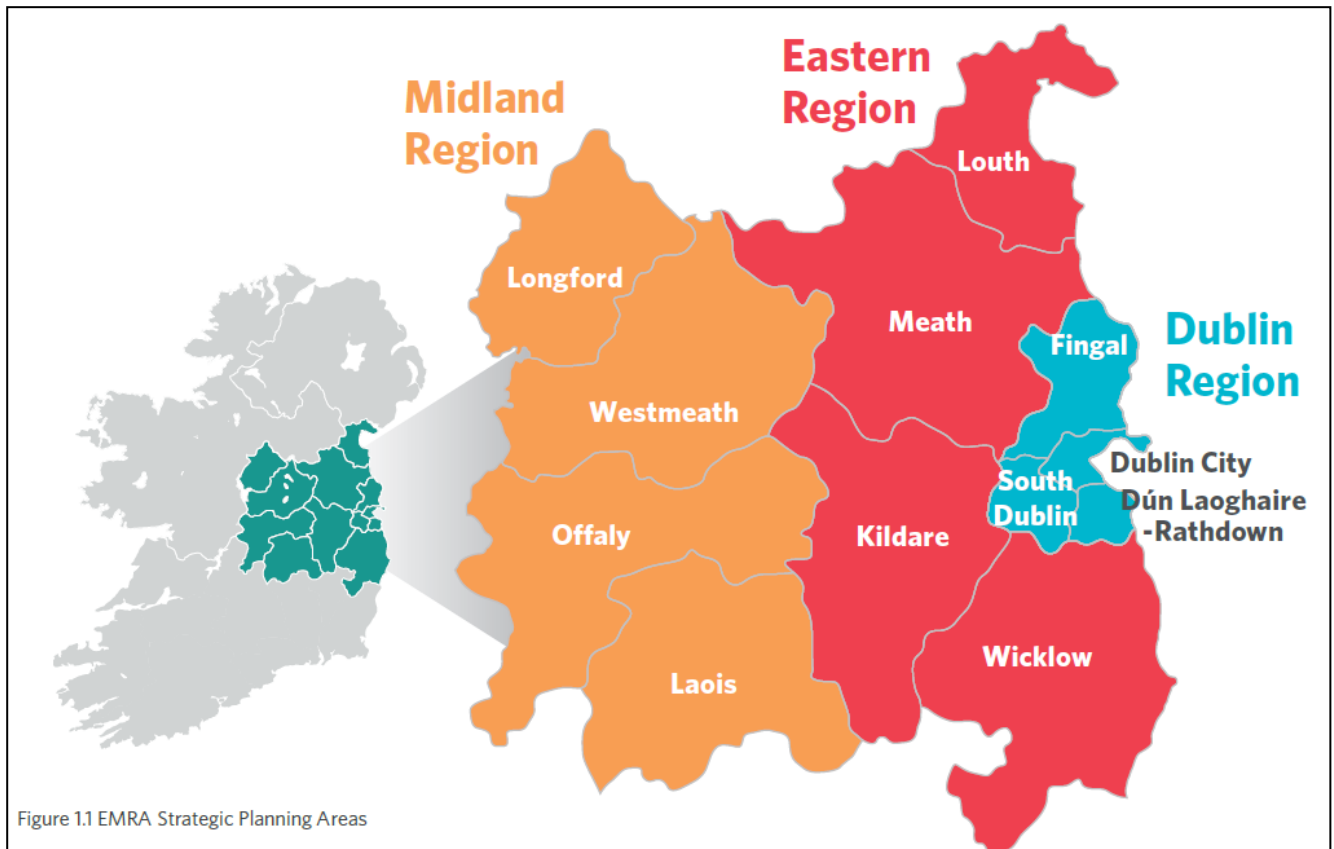 Midland
Region
Eastern
Region
Dublin
Region
Louth
Longford
Meath
Fingal
Westmeath
Dublin City
South
Dublin
Dún Laoghaire
-Rathdown
Offaly
Kildare
Wicklow
Laois
Figure 1.1 EMRA Strategic Planning Areas